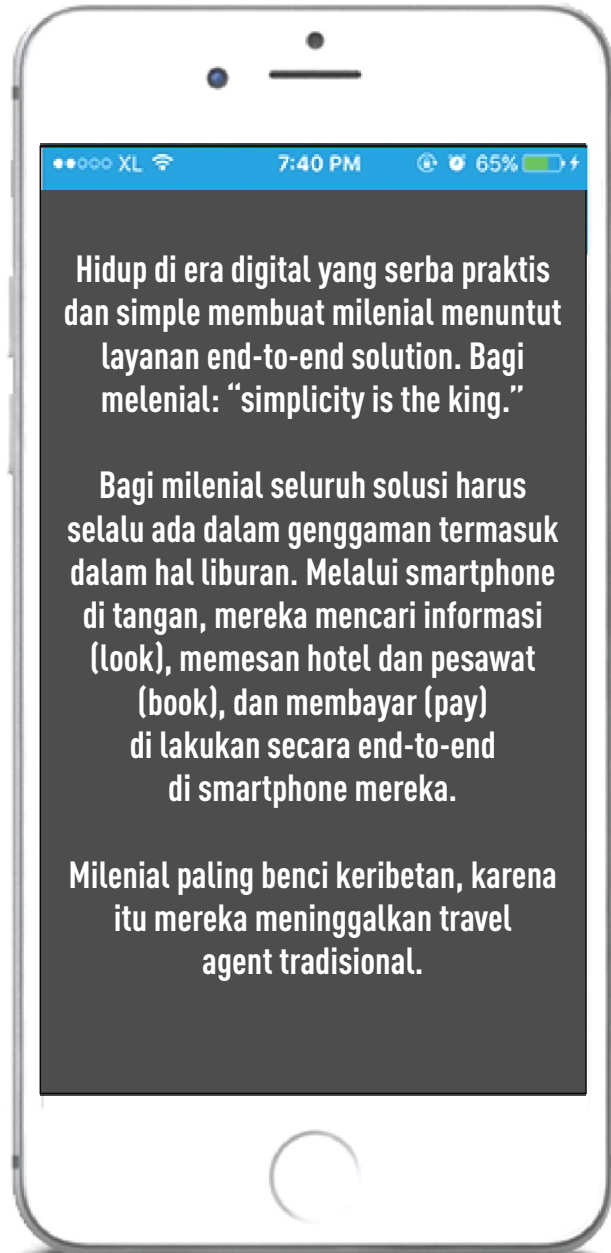 XL 7:40 PM 65%
Hidup di era digital yang serba praktis
dan simple membuat milenial menuntut
layanan end-to-end solution. Bagi
melenial: “simplicity is the king.”
Bagi milenial seluruh solusi harus
selalu ada dalam genggaman termasuk
dalam hal liburan. Melalui smartphone
di tangan, mereka mencari informasi
(look), memesan hotel dan pesawat
(book), dan membayar (pay)
di lakukan secara end-to-end
di smartphone mereka.
Milenial paling benci keribetan, karena
itu mereka meninggalkan travel
agent tradisional.